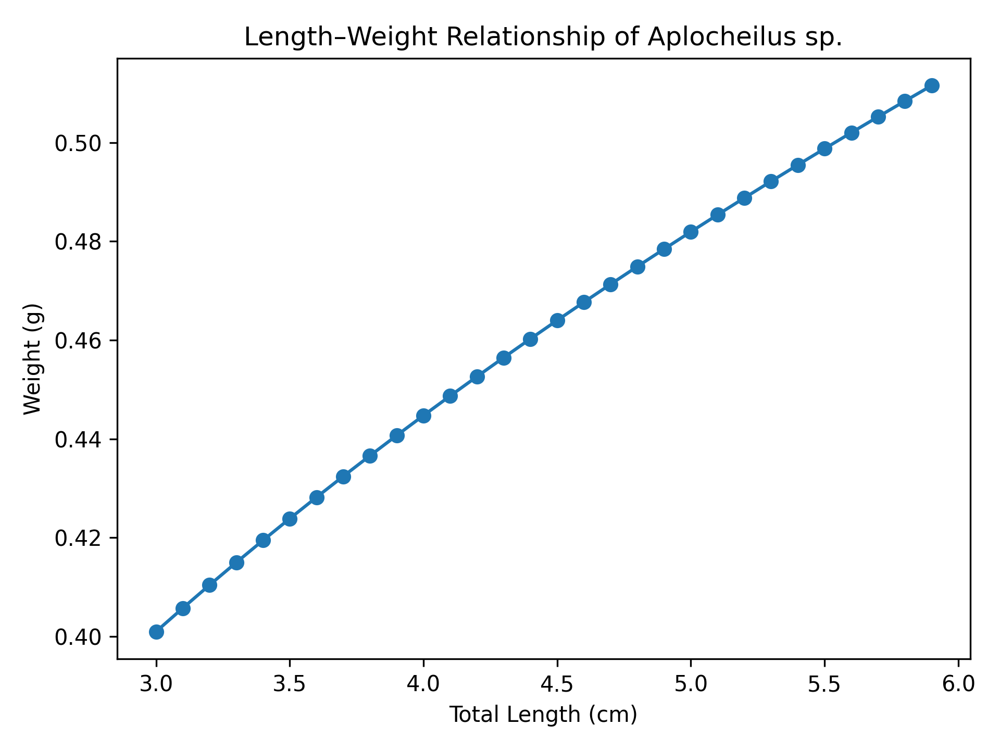 Length–Weight Relationship of Aplocheilus sp.
Weight (g)
0.50
0.48
0.46
0.44
0.42
0.40
3.0 3.5 4.0 4.5 5.0 5.5 6.0
Total Length (cm)